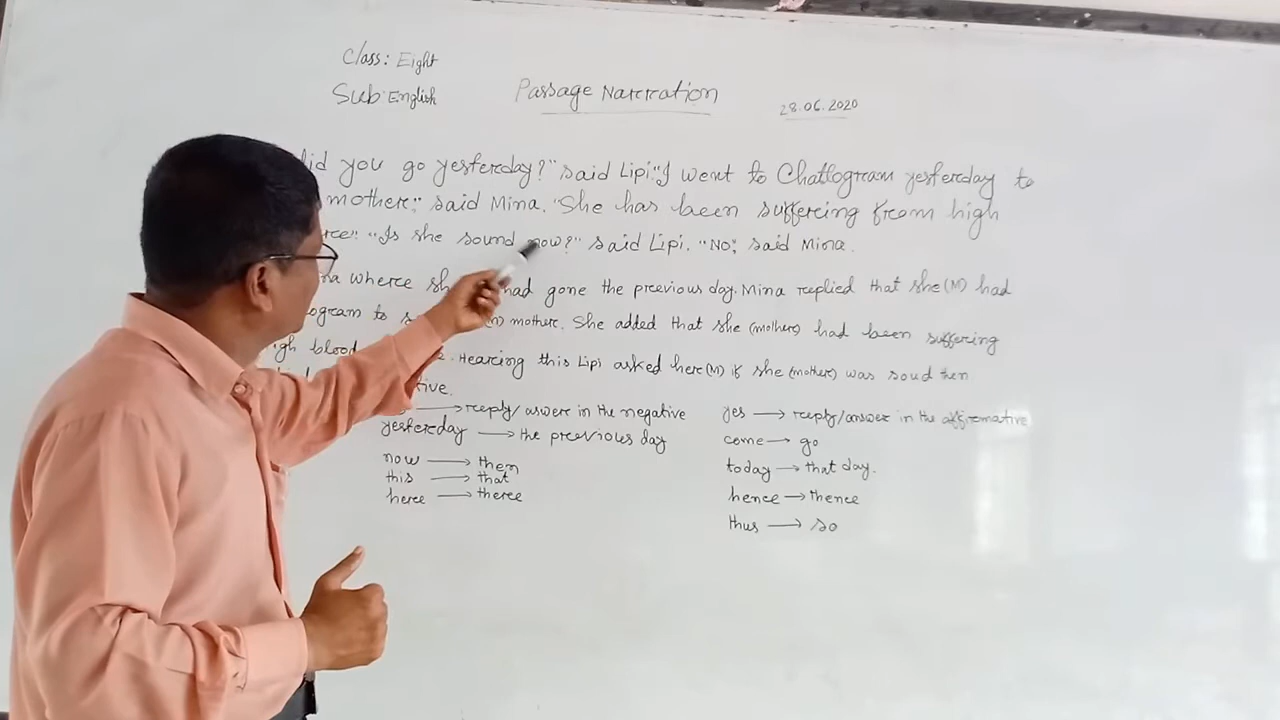 Class: Eight
Sub: English
Passage Narration
28.06.2020
did you go yesterday?" said Lipi. "I went to Chattogram yesterday to
mother," said Mina. "She has been suffering from high
"Is she sound now?" said Lipi. "No," said Mina.
where had gone the previous day. Mina replied that she (M) had
to mother. She added that she (mother) had been suffering
blood Hearing this Lipi asked her (M) if she (mother) was soud then
reply/ aswer in the negative
yesterday → the previous day
now → then
this → that
here → there
yes → reply/ answer in the affirmative
come → go
today → that day.
hence → thence
thus → so